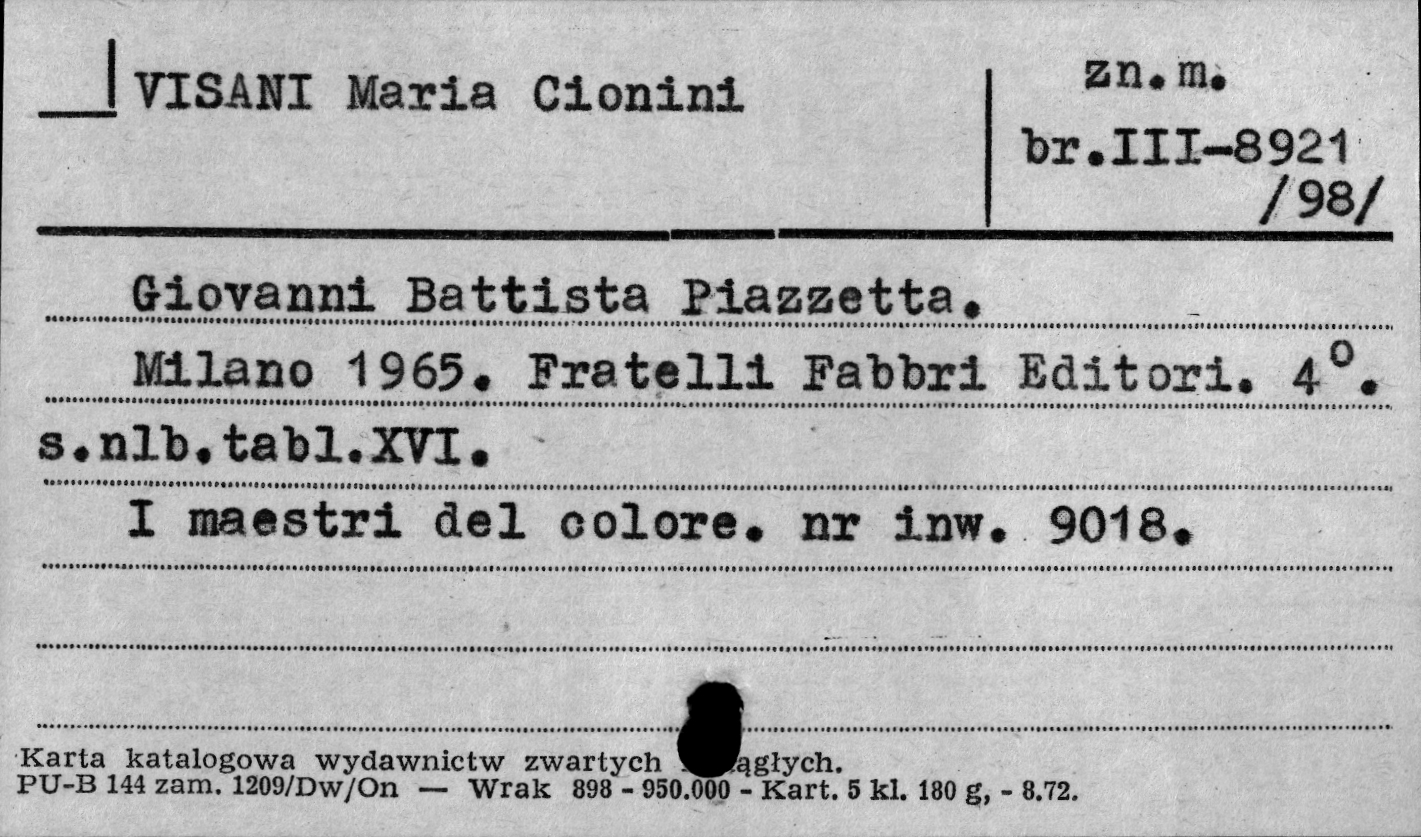 VISANI Maria Cionini
zn.m.
br.III-8921
/98/
Giovanni Battista Piazzetta.
Milano 1965. Fratelli Fabbri Editori. 4º.
s.nlb.tabl.XVI.
I maestri del colore. nr inw. 9018.
Karta katalogowa wydawnictw zwartych
PU-B 144 zam. 1209/Dw/On — Wrak 898 - 950.000 - Kart. 5 kl. 180 g, - 8.72.